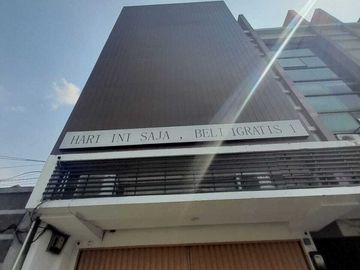 HARI INI SAJA , BELI 1GRATIS 1